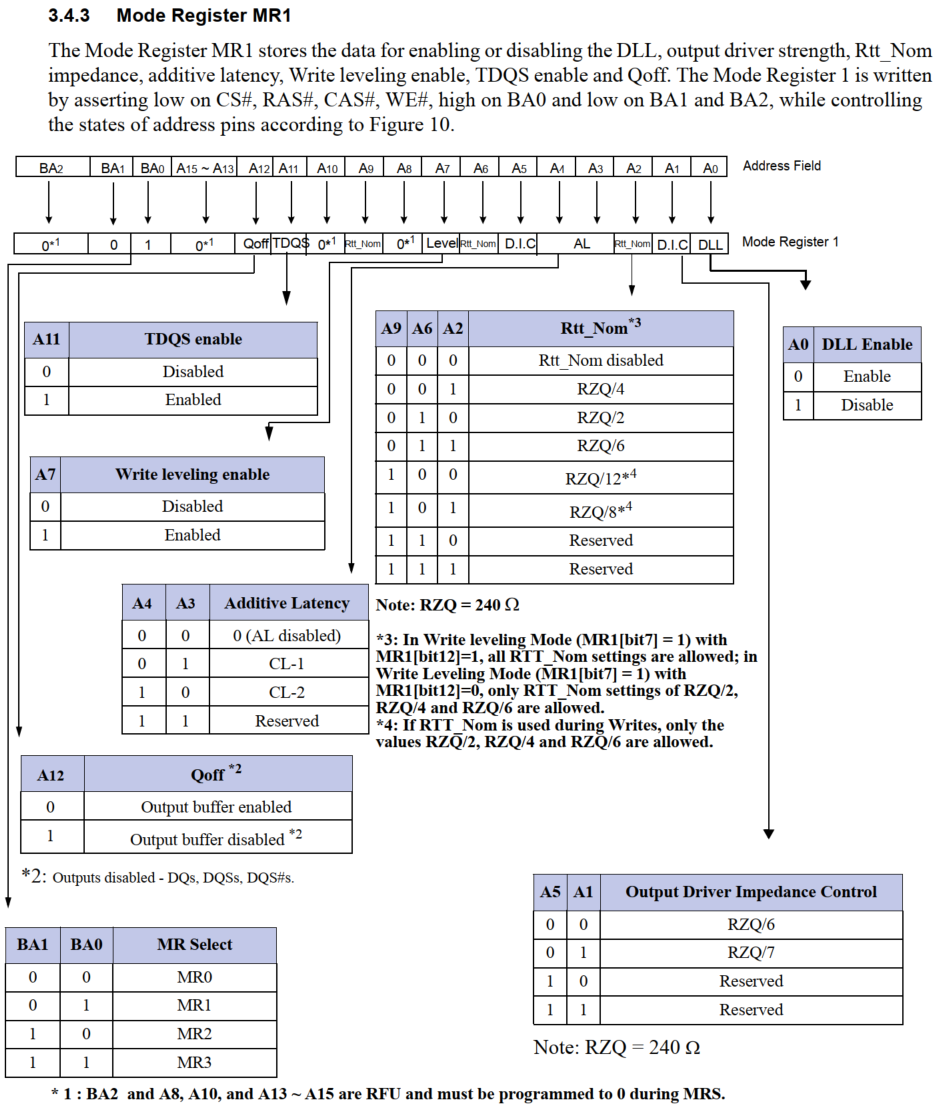 3.4.3 Mode Register MR1
The Mode Register MR1 stores the data for enabling or disabling the DLL, output driver strength, Rtt_Nom
impedance, additive latency, Write leveling enable, TDQS enable and Qoff. The Mode Register 1 is written
by asserting low on CS#, RAS#, CAS#, WE#, high on BA0 and low on BA1 and BA2, while controlling
the states of address pins according to Figure 10.
BA2 BA1 BA0 A15 ~ A13 A12 A11 A10 A9 A8 A7 A6 A5 A4 A3 A2 A1 A0 Address Field
0*1 0 1 0*1 Qoff TDQS 0*1 Rtt_Nom 0*1 Level Rtt_Nom D.I.C AL Rtt_Nom D.I.C DLL Mode Register 1
A11 TDQS enable
0 Disabled
1 Enabled
A7 Write leveling enable
0 Disabled
1 Enabled
A9 A6 A2 Rtt_Nom*3
0 0 0 Rtt_Nom disabled
0 0 1 RZQ/4
0 1 0 RZQ/2
0 1 1 RZQ/6
1 0 0 RZQ/12*4
1 0 1 RZQ/8*4
1 1 0 Reserved
1 1 1 Reserved
Note: RZQ = 240 Ω
*3: In Write leveling Mode (MR1[bit7] = 1) with
MR1[bit12]=1, all RTT_Nom settings are allowed; in
Write Leveling Mode (MR1[bit7] = 1) with
MR1[bit12]=0, only RTT_Nom settings of RZQ/2,
RZQ/4 and RZQ/6 are allowed.
*4: If RTT_Nom is used during Writes, only the
values RZQ/2, RZQ/4 and RZQ/6 are allowed.
A0 DLL Enable
0 Enable
1 Disable
A4 A3 Additive Latency
0 0 0 (AL disabled)
0 1 CL-1
1 0 CL-2
1 1 Reserved
A12 Qoff *2
0 Output buffer enabled
1 Output buffer disabled *2
*2: Outputs disabled - DQs, DQSs, DQS#s.
BA1 BA0 MR Select
0 0 MR0
0 1 MR1
1 0 MR2
1 1 MR3
A5 A1 Output Driver Impedance Control
0 0 RZQ/6
0 1 RZQ/7
1 0 Reserved
1 1 Reserved
Note: RZQ = 240 Ω
* 1 : BA2 and A8, A10, and A13 ~ A15 are RFU and must be programmed to 0 during MRS.